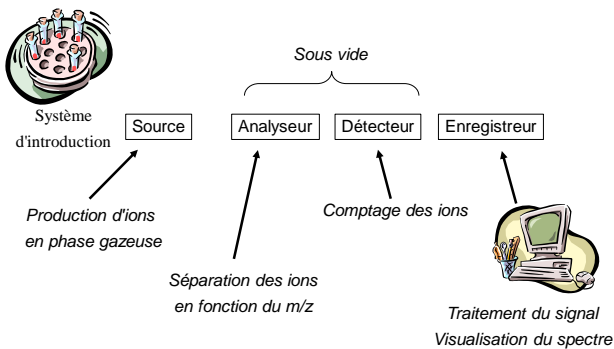 Sous vide
Système
d'introduction
Source
Analyseur
Détecteur
Enregistreur
Production d'ions
en phase gazeuse
Comptage des ions
Séparation des ions
en fonction du m/z
Traitement du signal
Visualisation du spectre